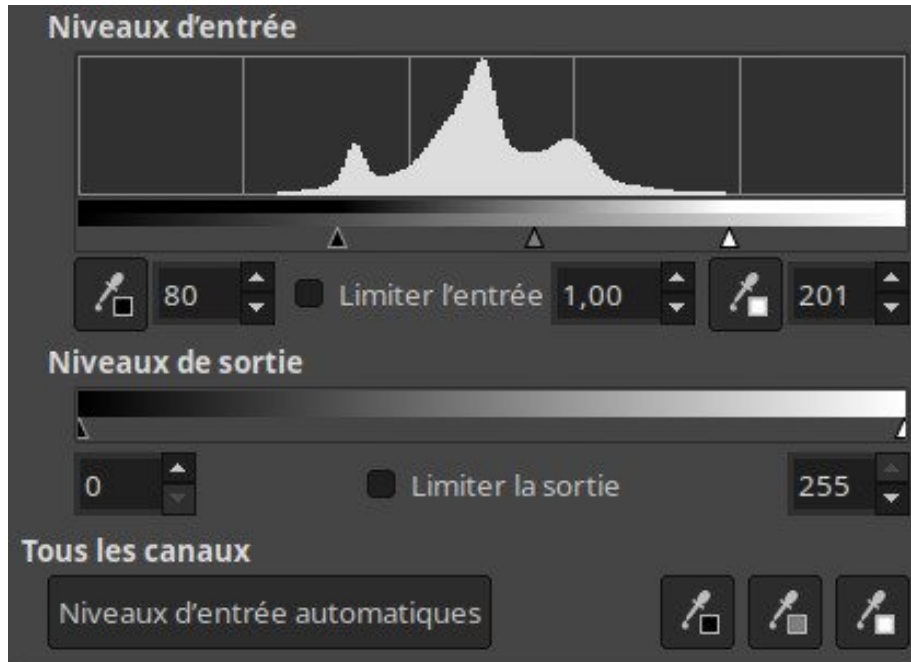 Niveaux d'entrée
80 Limiter l'entrée 1,00 201
Niveaux de sortie
0 Limiter la sortie 255
Tous les canaux
Niveaux d'entrée automatiques